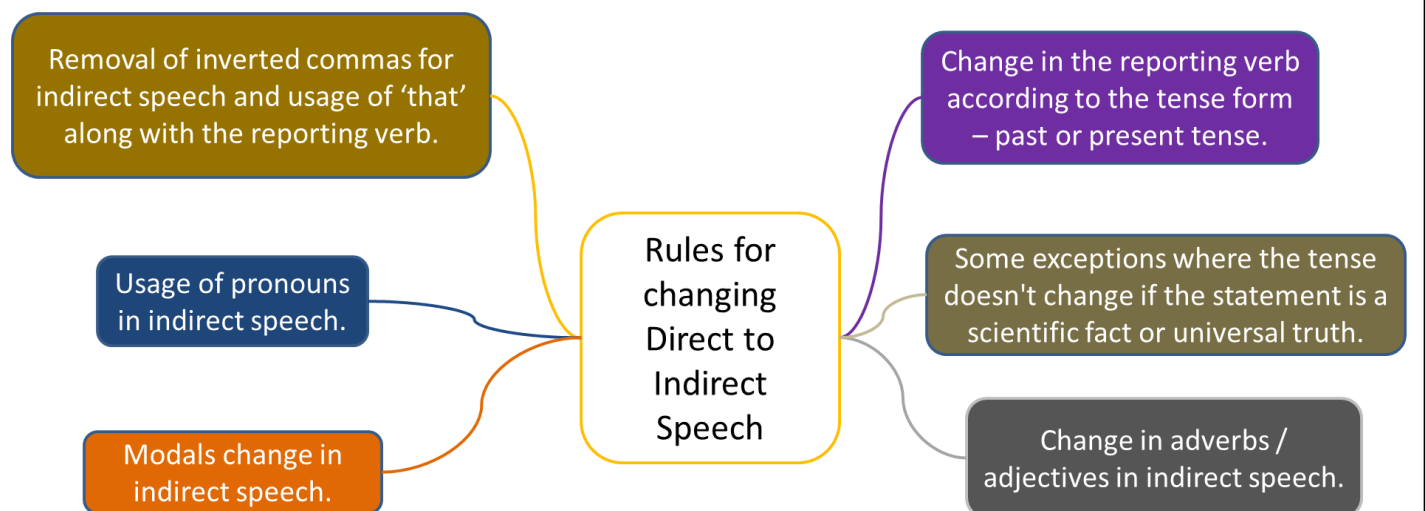 Removal of inverted commas for
indirect speech and usage of ‘that’
along with the reporting verb.
Usage of pronouns
in indirect speech.
Modals change in
indirect speech.
Rules for
changing
Direct to
Indirect
Speech
Change in the reporting verb
according to the tense form
– past or present tense.
Some exceptions where the tense
doesn't change if the statement is a
scientific fact or universal truth.
Change in adverbs /
adjectives in indirect speech.